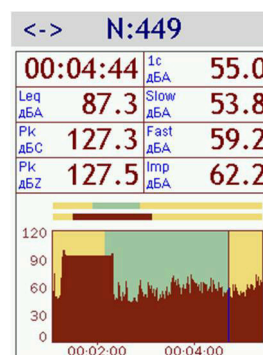 <-> N:449
00:04:44 1с дБА 55.0
Leq дБА 87.3 Slow дБА 53.8
Pk дБC 127.3 Fast дБА 59.2
Pk дБZ 127.5 Imp дБА 62.2
120
90
60
30
0
00:02:00 00:04:00